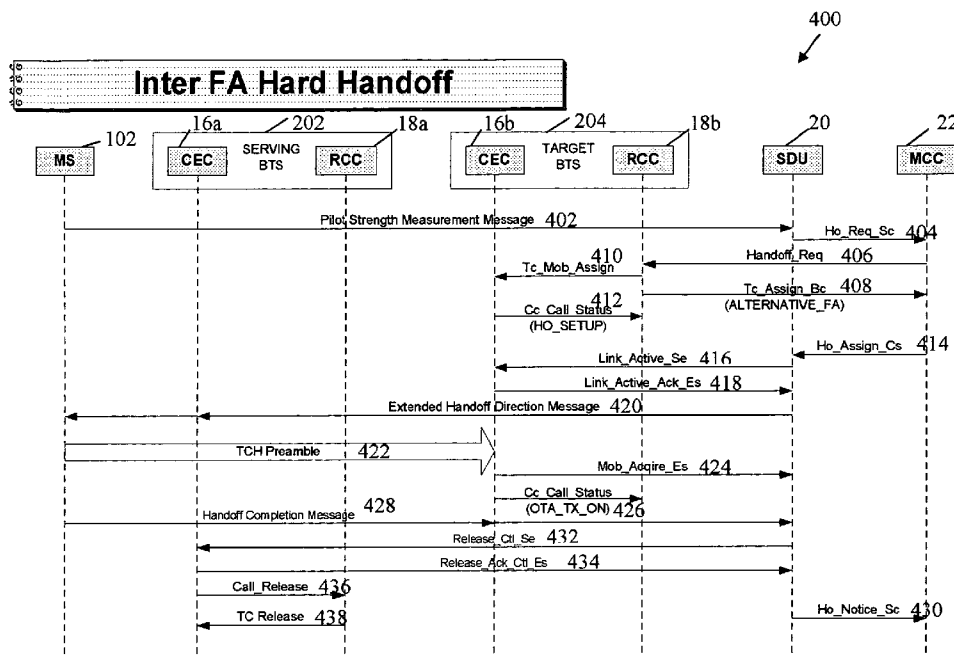 400
Inter FA Hard Handoff
102 16a 202 18a 16b 204 18b 20 22
MS CEC SERVING BTS RCC CEC TARGET BTS RCC SDU MCC
Pilot Strength Measurement Message 402
Ho_Req_Sc 404
Handoff_Req 406
410
Tc_Mob_Assign
Tc_Assign_Bc 408
(ALTERNATIVE_FA)
412
Cc_Call_Status
(HO_SETUP)
Ho_Assign_Cs 414
Link_Active_Se 416
Link_Active_Ack_Es 418
Extended Handoff Direction Message 420
TCH Preamble 422
Mob_Aqcire_Es 424
Cc_Call_Status
(OTA_TX_ON) 426
Handoff Completion Message 428
Release_Ctl_Se 432
Release_Ack_Ctl_Es 434
Call_Release 436
TC Release 438
Ho_Notice_Sc 430